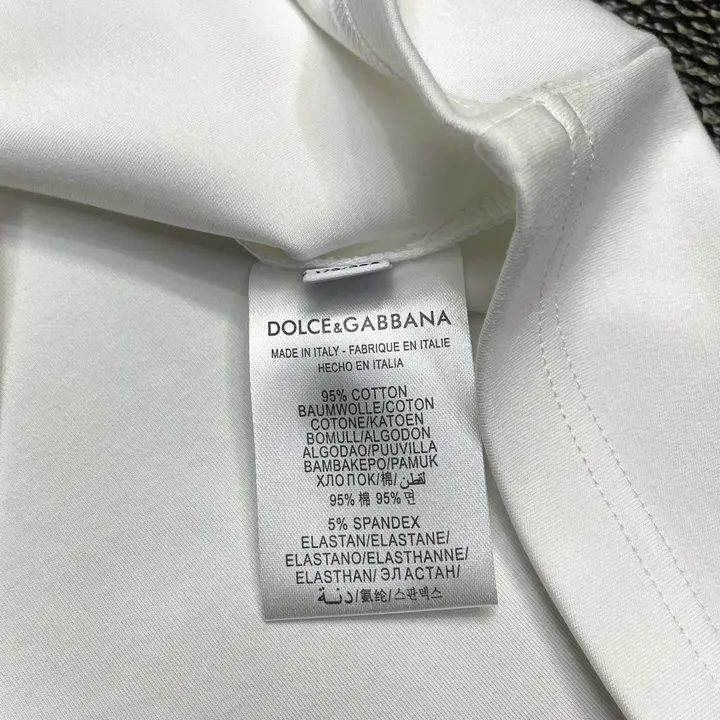 DOLCE&GABBANA
MADE IN ITALY - FABRIQUE EN ITALIE
HECHO EN ITALIA
95% COTTON
BAUMWOLLE/COTON
COTONE/KATOEN
BOMULL/ALGODON
ALGODAO/PUUVILLA
BAMBAKEPO/PAMUK
ХЛОПОК/棉/قطن
95% 棉 95% 면
5% SPANDEX
ELASTAN/ELASTANE/
ELASTANO/ELASTHANNE/
ELASTHAN/ ЭЛАСТАН/
دنة/氨纶/스판덱스